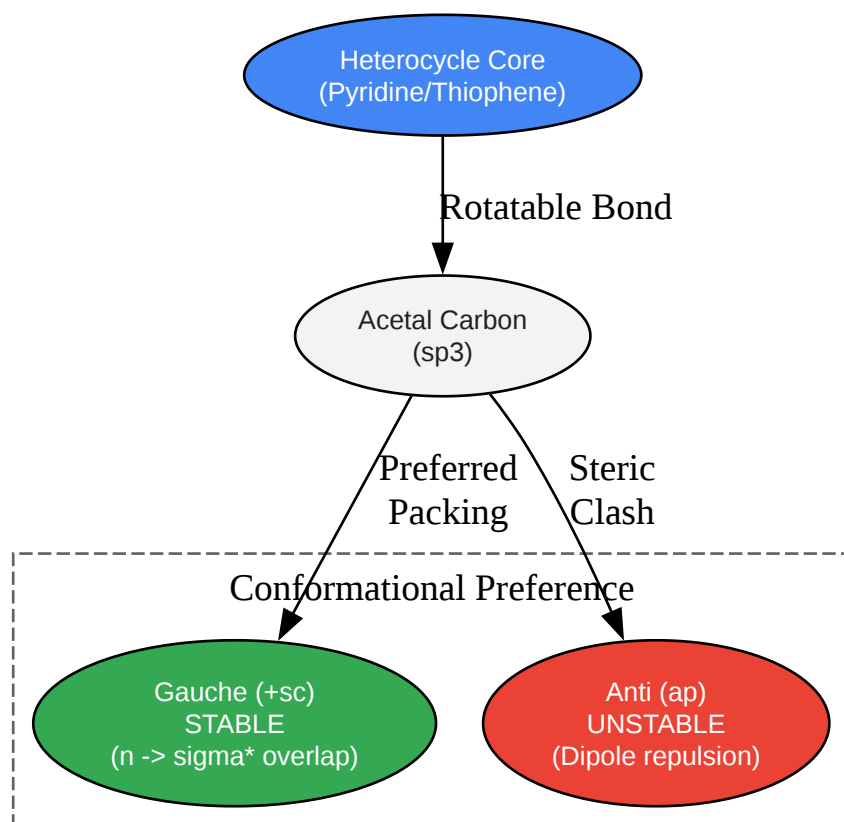 Heterocycle Core
(Pyridine/Thiophene)
Rotatable Bond
Acetal Carbon
(sp3)
Preferred
Packing
Steric
Clash
Conformational Preference
Gauche (+sc)
STABLE
(n -> sigma* overlap)
Anti (ap)
UNSTABLE
(Dipole repulsion)